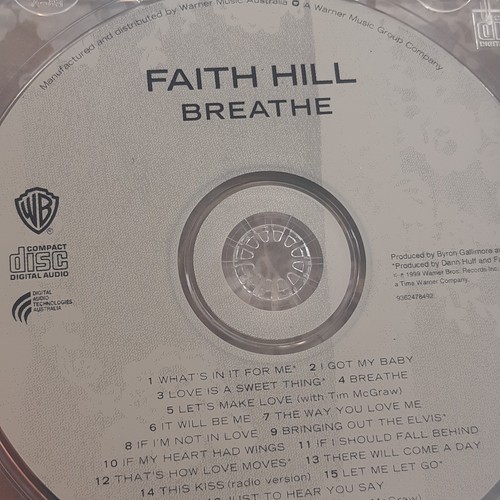 Manufactured and distributed by Warner Music Australia A Warner Music Group Company
FAITH HILL
BREATHE
WB
COMPACT
disc
DIGITAL AUDIO
DIGITAL
AUDIO
TECHNOLOGIES
AUSTRALIA
Produced by Byron Gallimore
*Produced by Dann Huff and
℗ © 1999 Warner Bros. Records Inc.
a Time Warner Company.
9362478492
1 WHAT'S IN IT FOR ME* 2 I GOT MY BABY
3 LOVE IS A SWEET THING* 4 BREATHE
5 LET'S MAKE LOVE (with Tim McGraw)
6 IT WILL BE ME 7 THE WAY YOU LOVE ME
8 IF I'M NOT IN LOVE 9 BRINGING OUT THE ELVIS*
10 IF MY HEART HAD WINGS 11 IF I SHOULD FALL BEHIND
12 THAT'S HOW LOVE MOVES* 13 THERE WILL COME A DAY
14 THIS KISS (radio version) 15 LET ME LET GO*
JUST TO HEAR YOU SAY